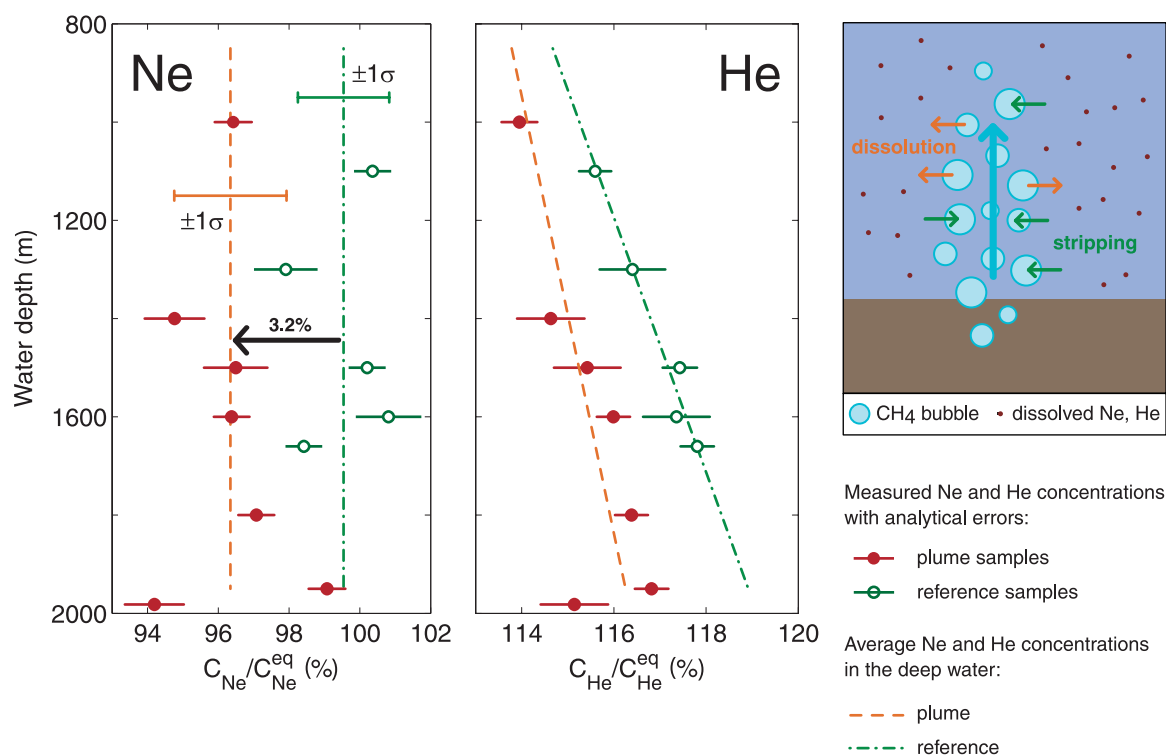 Ne
±1σ
±1σ
3.2%
800
1200
1600
2000
Water depth (m)
94
96
98
100
102
C_Ne/C_Ne^eq (%)
He
114
116
118
120
C_He/C_He^eq (%)
dissolution
stripping
CH4 bubble
dissolved Ne, He
Measured Ne and He concentrations
with analytical errors:
plume samples
reference samples
Average Ne and He concentrations
in the deep water:
plume
reference